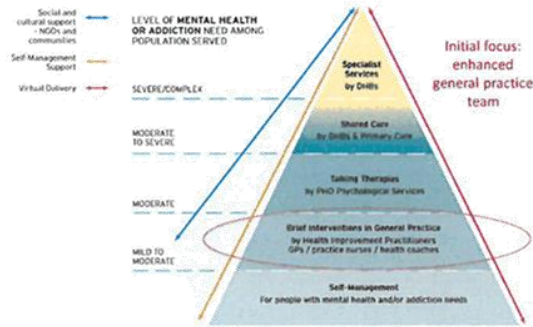 Social and
cultural support
- NGOs and
communities
Self-Management
Support
Virtual Delivery
LEVEL OF MENTAL HEALTH
OR ADDICTION NEED AMONG
POPULATION SERVED
SEVERE/COMPLEX
MODERATE
TO SEVERE
MODERATE
MILD TO
MODERATE
Specialist
Services
by DHBs
Shared Care
by DHBs & Primary Care
Talking Therapies
by PHO Psychological Services
Brief Interventions in General Practice
by Health Improvement Practitioners
GPs / practice nurses / health coaches
Self-Management
For people with mental health and/or addiction needs
Initial focus:
enhanced
general practice
team